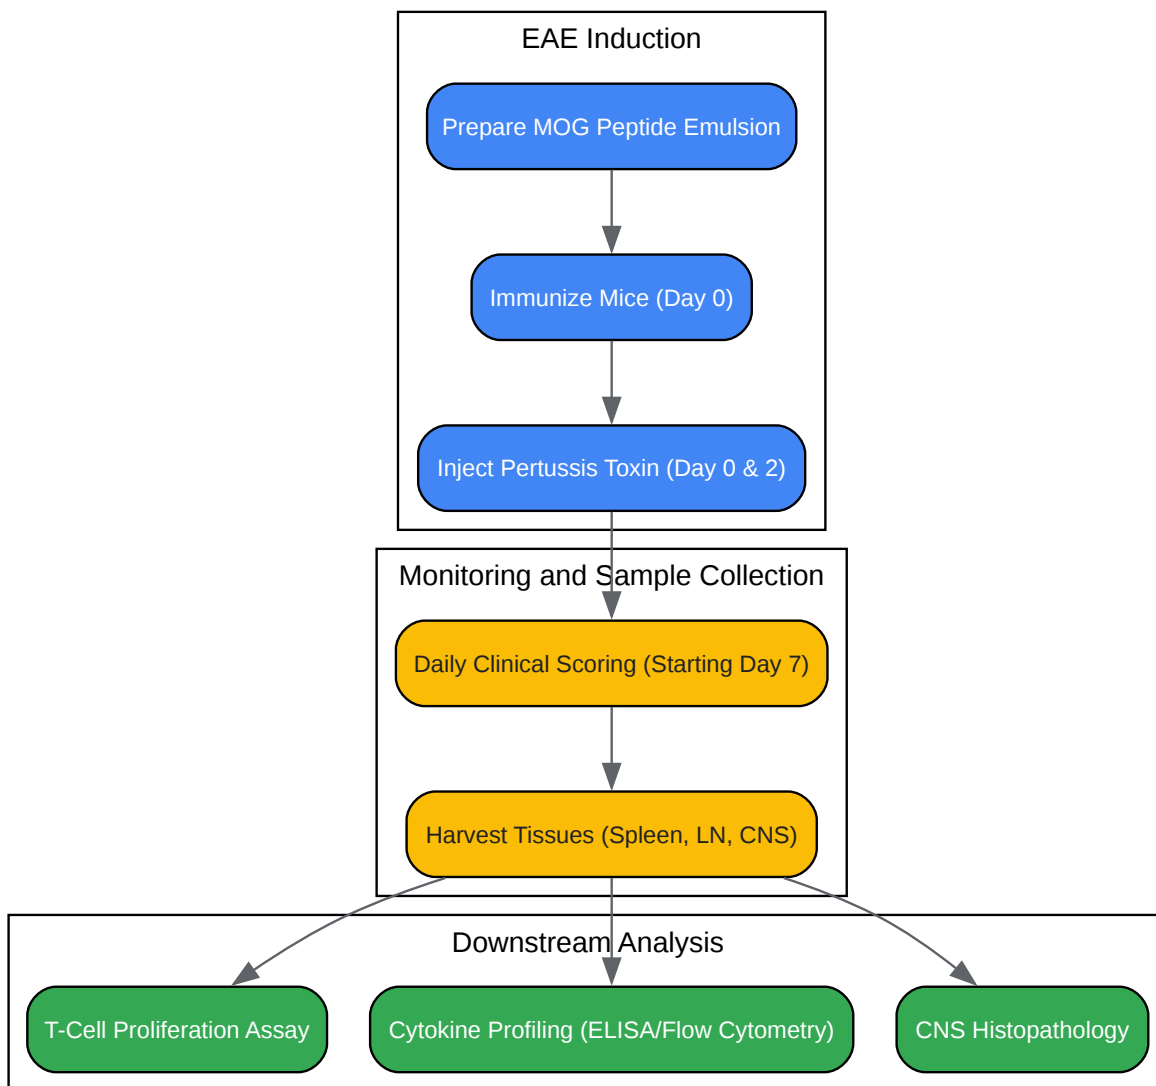 EAE Induction
Prepare MOG Peptide Emulsion
Immunize Mice (Day 0)
Inject Pertussis Toxin (Day 0 & 2)
Monitoring and Sample Collection
Daily Clinical Scoring (Starting Day 7)
Harvest Tissues (Spleen, LN, CNS)
Downstream Analysis
T-Cell Proliferation Assay
Cytokine Profiling (ELISA/Flow Cytometry)
CNS Histopathology